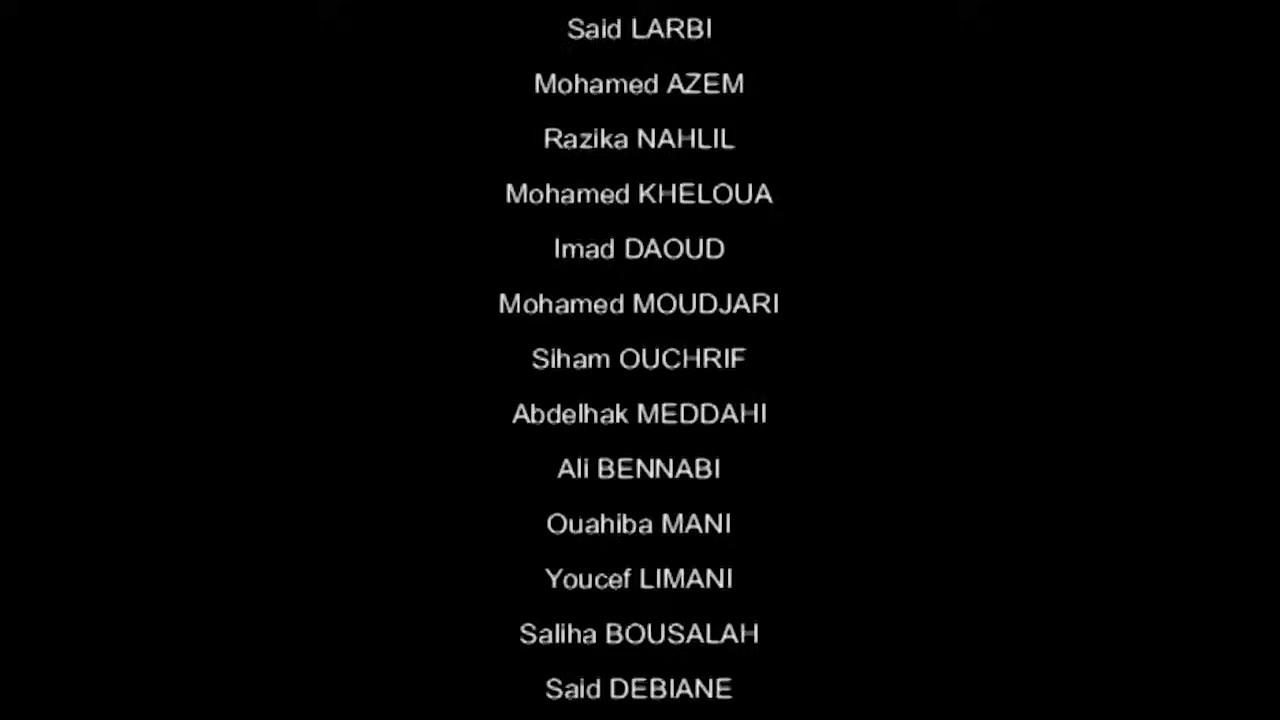 Said LARBI
Mohamed AZEM
Razika NAHLIL
Mohamed KHELOUA
Imad DAOUD
Mohamed MOUDJARI
Siham OUCHRIF
Abdelhak MEDDAHI
Ali BENNABI
Ouahiba MANI
Youcef LIMANI
Saliha BOUSALAH
Said DEBIANE